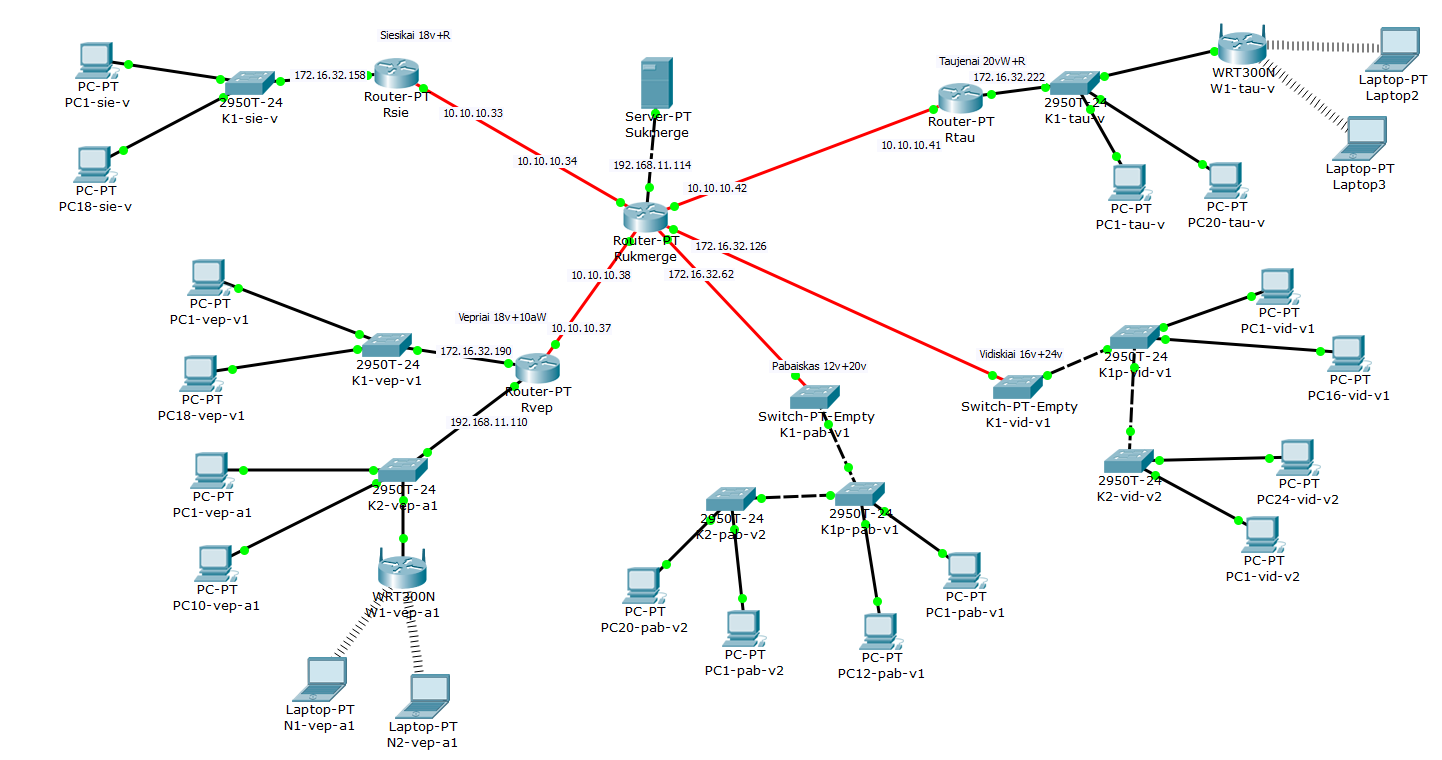 Siesikai 18v+R
172.16.32.158
PC-PT
PC1-sie-v
2950T-24
K1-sie-v
Router-PT
Rsie
10.10.10.33
10.10.10.34
PC-PT
PC18-sie-v
Server-PT
Sukmerge
192.168.11.114
Router-PT
Rukmerge
Taujenai 20vW+R
172.16.32.222
Router-PT
Rtau
10.10.10.41
10.10.10.42
2950T-24
K1-tau-v
WRT300N
W1-tau-v
Laptop-PT
Laptop2
Laptop-PT
Laptop3
PC-PT
PC1-tau-v
PC-PT
PC20-tau-v
172.16.32.126
172.16.32.62
10.10.10.38
10.10.10.37
Vepriai 18v+10aW
172.16.32.190
PC-PT
PC1-vep-v1
2950T-24
K1-vep-v1
PC-PT
PC18-vep-v1
Router-PT
Rvep
192.168.11.110
PC-PT
PC1-vep-a1
2950T-24
K2-vep-a1
PC-PT
PC10-vep-a1
WRT300N
W1-vep-a1
Laptop-PT
N1-vep-a1
Laptop-PT
N2-vep-a1
Pabaiskas 12v+20v
Switch-PT-Empty
K1-pab-v1
2950T-24
K2-pab-v2
2950T-24
K1p-pab-v1
PC-PT
PC20-pab-v2
PC-PT
PC1-pab-v2
PC-PT
PC12-pab-v1
PC-PT
PC1-pab-v1
Vidiskiai 16v+24v
Switch-PT-Empty
K1-vid-v1
2950T-24
K1p-vid-v1
PC-PT
PC1-vid-v1
PC-PT
PC16-vid-v1
2950T-24
K2-vid-v2
PC-PT
PC24-vid-v2
PC-PT
PC1-vid-v2